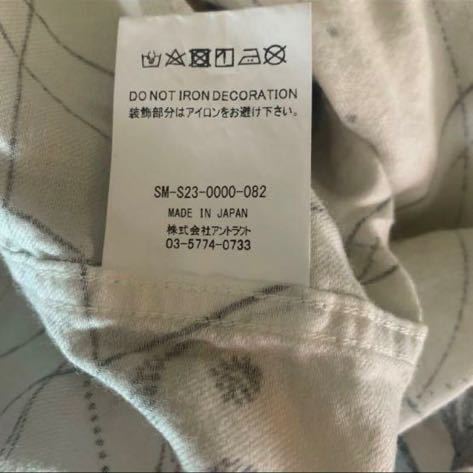 DO NOT IRON DECORATION
装飾部分はアイロンをお避け下さい。
SM-S23-0000-082
MADE IN JAPAN
株式会社アントラント
03-5774-0733